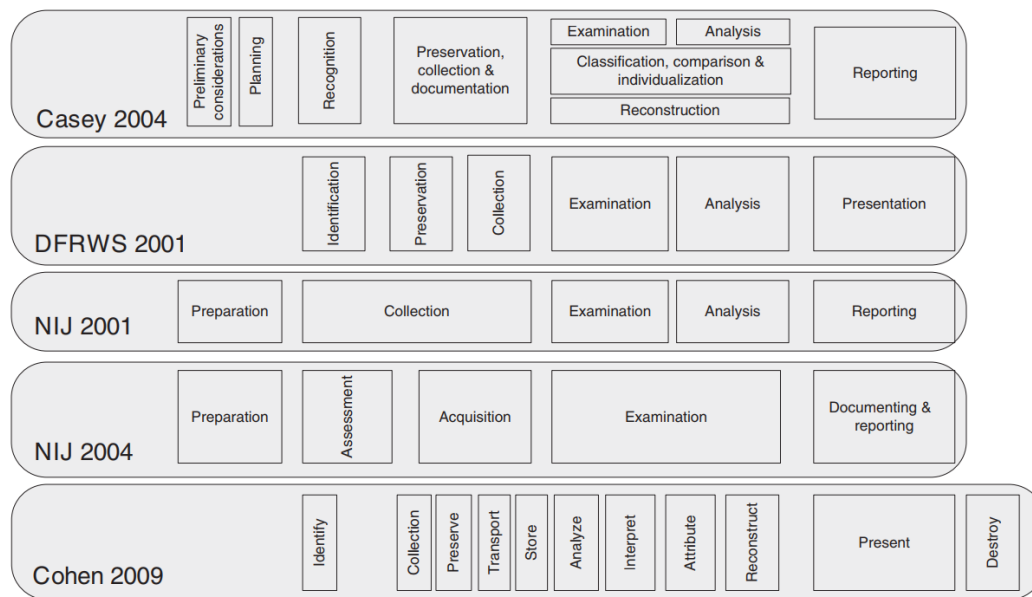 Casey 2004
Preliminary
considerations
Planning
Recognition
Preservation,
collection &
documentation
Examination
Analysis
Classification, comparison &
individualization
Reconstruction
Reporting
DFRWS 2001
Identification
Preservation
Collection
Examination
Analysis
Presentation
NIJ 2001
Preparation
Collection
Examination
Analysis
Reporting
NIJ 2004
Preparation
Assessment
Acquisition
Examination
Documenting &
reporting
Cohen 2009
Identify
Collection
Preserve
Transport
Store
Analyze
Interpret
Attribute
Reconstruct
Present
Destroy